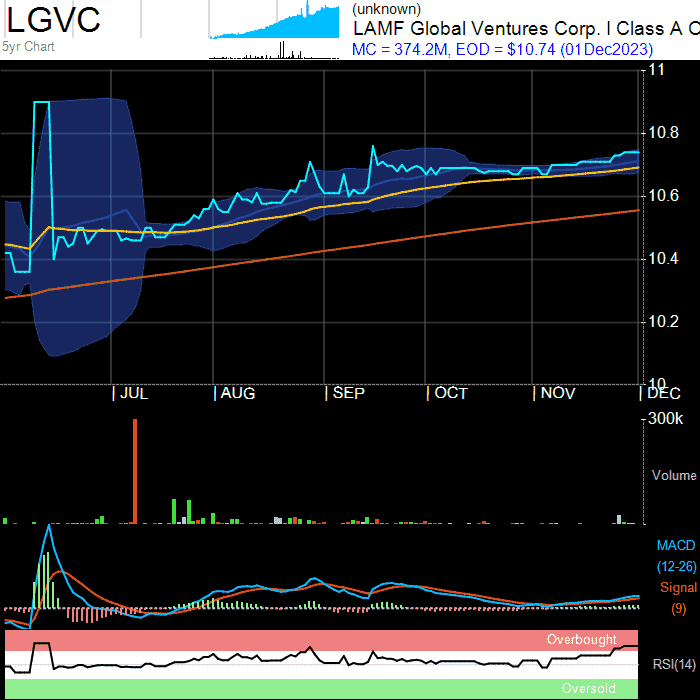 LGVC
5yr Chart
(unknown)
LAMF Global Ventures Corp. I Class A O
MC = 374.2M, EOD = $10.74 (01Dec2023)
11
10.8
10.6
10.4
10.2
10
JUL
AUG
SEP
OCT
NOV
DEC
300k
Volume
MACD
(12-26)
Signal
(9)
Overbought
RSI(14)
Oversold